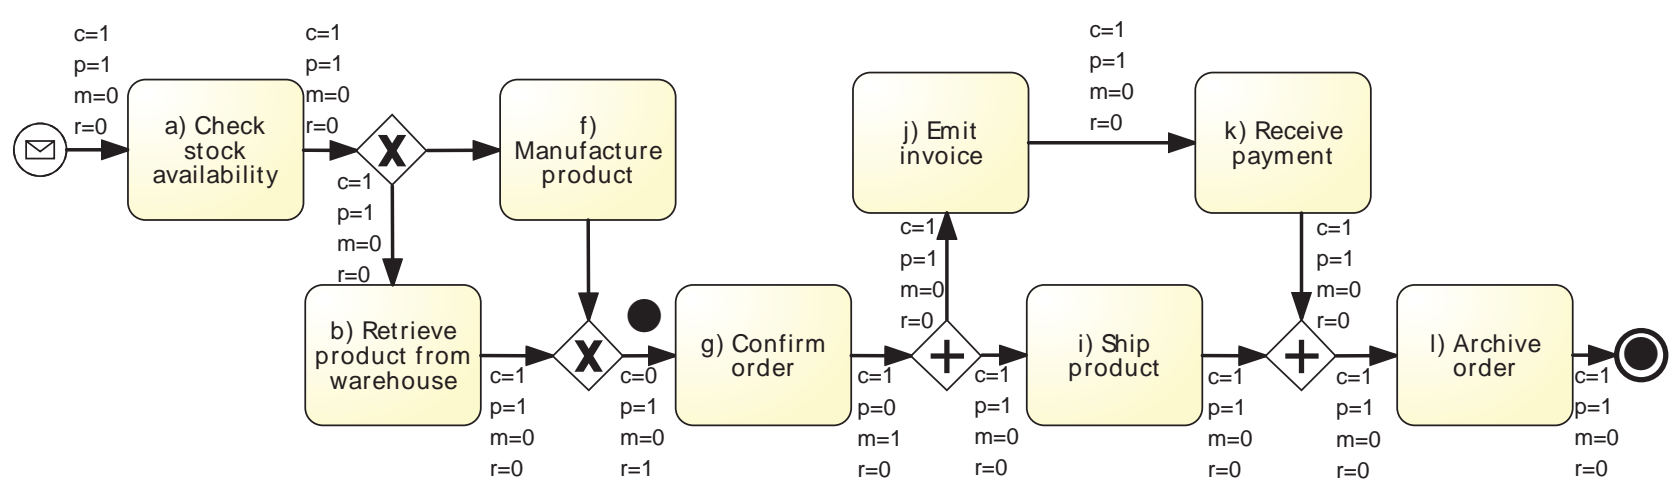 c=1
p=1
m=0
r=0
a) Check
stock
availability
c=1
p=1
m=0
r=0
X
f)
Manufacture
product
c=1
p=1
m=0
r=0
b) Retrieve
product from
warehouse
c=1
p=1
m=0
r=0
X
c=0
p=1
m=0
r=1
g) Confirm
order
c=1
p=0
m=1
r=0
c=1
p=1
m=0
r=0
j) Emit
invoice
c=1
p=1
m=0
r=0
k) Receive
payment
c=1
p=1
m=0
r=0
c=1
p=1
m=0
r=0
i) Ship
product
c=1
p=1
m=0
r=0
c=1
p=1
m=0
r=0
l) Archive
order
c=1
p=1
m=0
r=0